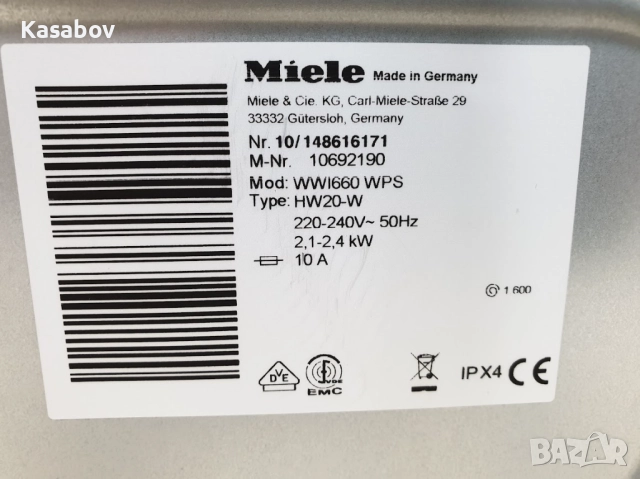 Kasabov
Miele Made in Germany
Miele & Cie. KG, Carl-Miele-Straße 29
33332 Gütersloh, Germany
Nr. 10/148616171
M-Nr. 10692190
Mod: WWI660 WPS
Type: HW20-W
220-240V~ 50Hz
2,1-2,4 kW
10 A
1 600
DVE
VDE
EMC
IPX4 CE
BAZAR